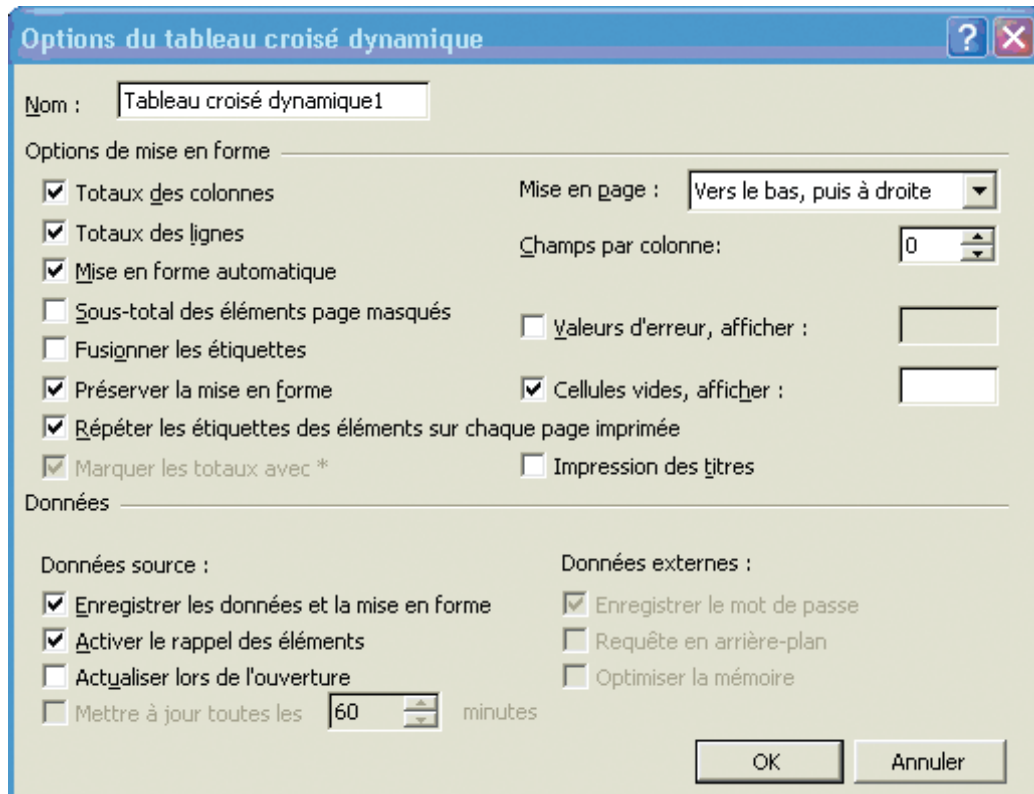 Options du tableau croisé dynamique
Nom : Tableau croisé dynamique1
Options de mise en forme
Totaux des colonnes
Mise en page : Vers le bas, puis à droite
Totaux des lignes
Champs par colonne: 0
Mise en forme automatique
Sous-total des éléments page masqués
Valeurs d'erreur, afficher :
Fusionner les étiquettes
Préserver la mise en forme
Cellules vides, afficher :
Répéter les étiquettes des éléments sur chaque page imprimée
Marquer les totaux avec *
Impression des titres
Données
Données source :
Enregistrer les données et la mise en forme
Activer le rappel des éléments
Actualiser lors de l'ouverture
Mettre à jour toutes les 60 minutes
Données externes :
Enregistrer le mot de passe
Requête en arrière-plan
Optimiser la mémoire
OK
Annuler